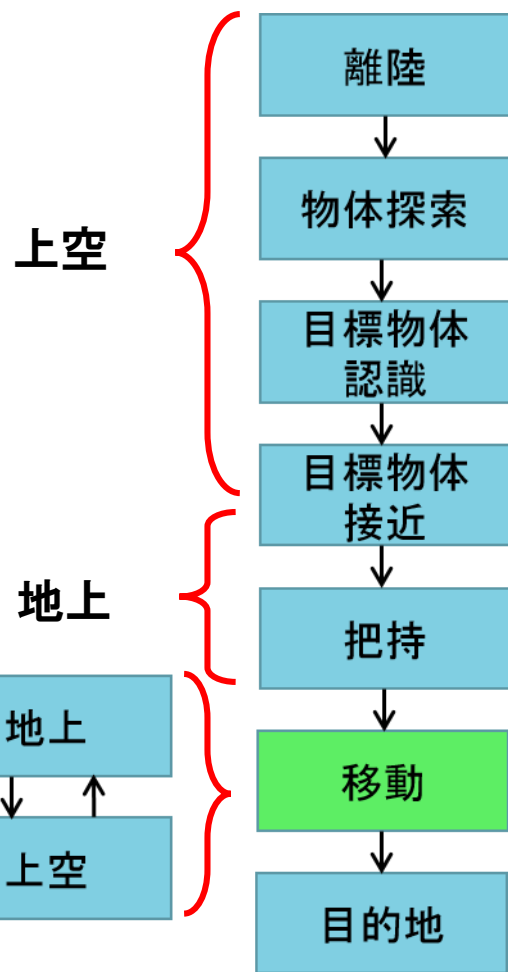 離陸
物体探索
上空
目標物体
認識
目標物体
接近
地上
把持
地上
移動
上空
目的地